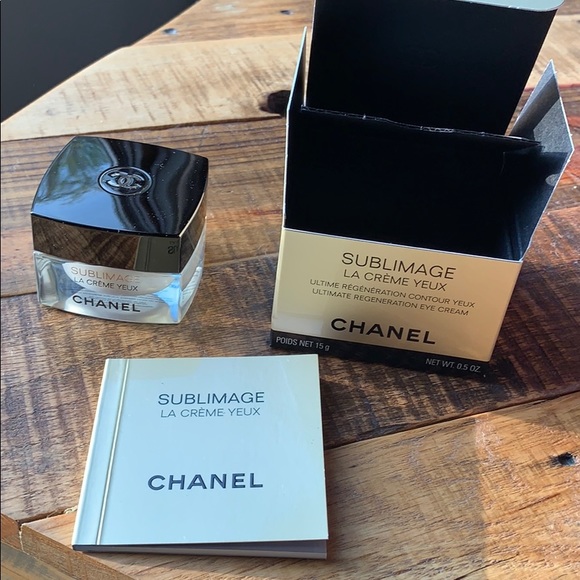 SUBLIMAGE
LA CRÈME YEUX
CHANEL
SUBLIMAGE
LA CRÈME YEUX
ULTIME RÉGÉNÉRATION CONTOUR YEUX
ULTIMATE REGENERATION EYE CREAM
CHANEL
POIDS NET 15 g
NET WT. 0.5 OZ.
SUBLIMAGE
LA CRÈME YEUX
CHANEL